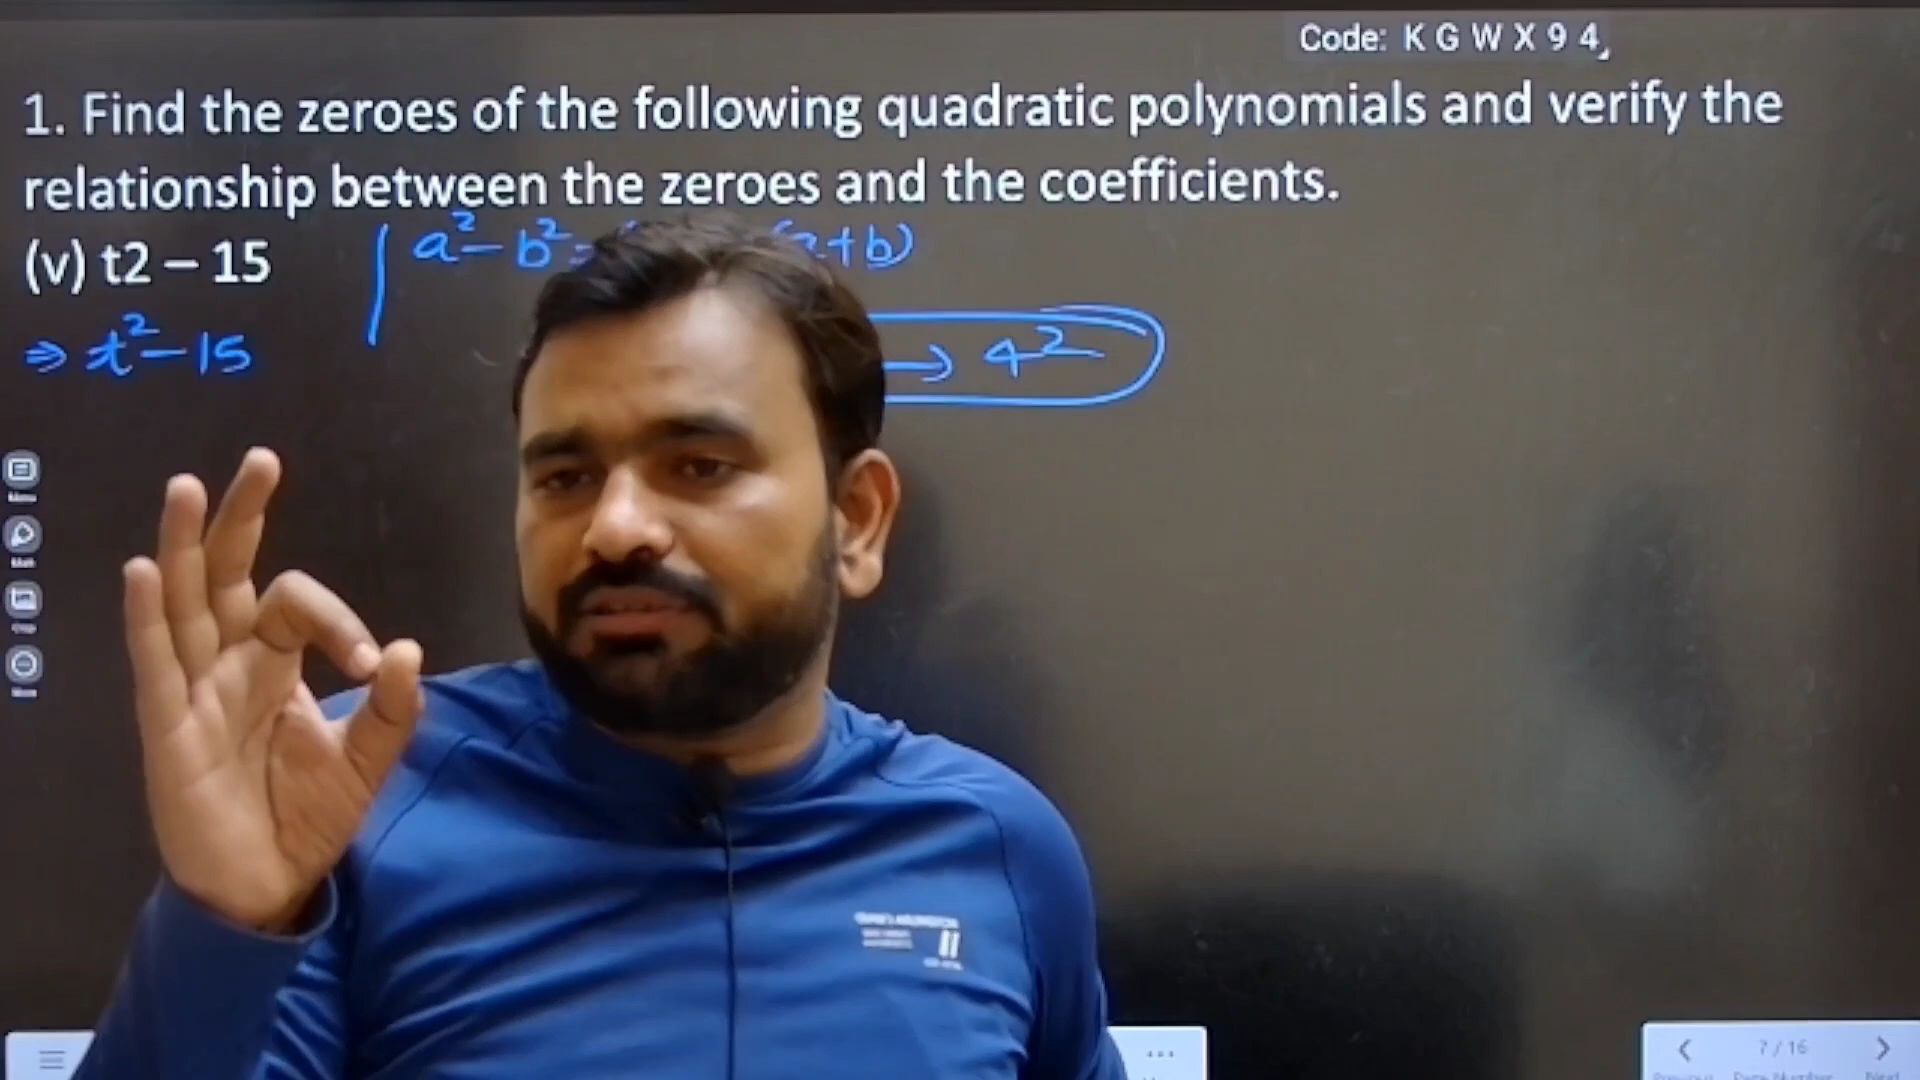 Code: K G W X 9 4
1. Find the zeroes of the following quadratic polynomials and verify the
relationship between the zeroes and the coefficients.
a²-b²= +b)
(v) t2 – 15
⇒ t²-15
→ 4²
7 / 16